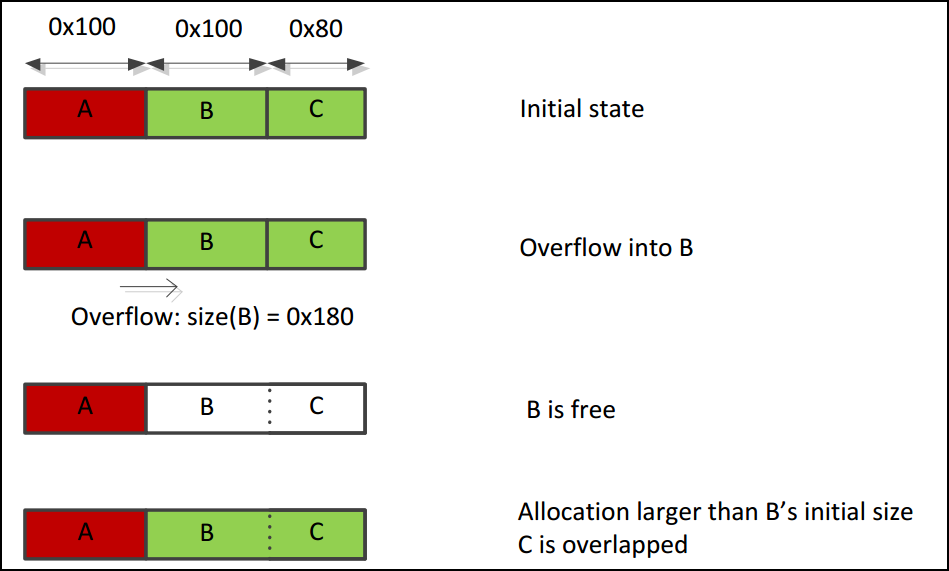 0x100 0x100 0x80
A B C Initial state
A B C Overflow into B
Overflow: size(B) = 0x180
A B C B is free
A B C Allocation larger than B’s initial size
C is overlapped